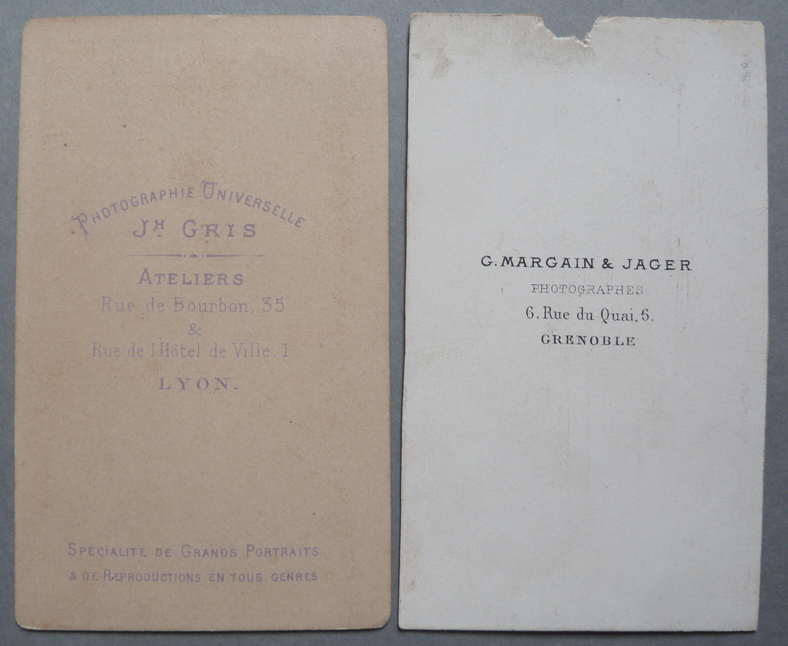 PHOTOGRAPHIE UNIVERSELLE
JH GRIS
ATELIERS
Rue de Bourbon, 35
&
Rue de l'Hôtel de Ville, 1
LYON.
SPECIALITE DE GRANDS PORTRAITS
& DE REPRODUCTIONS EN TOUS GENRES
G. MARGAIN & JAGER
PHOTOGRAPHES
6, Rue du Quai, 6.
GRENOBLE